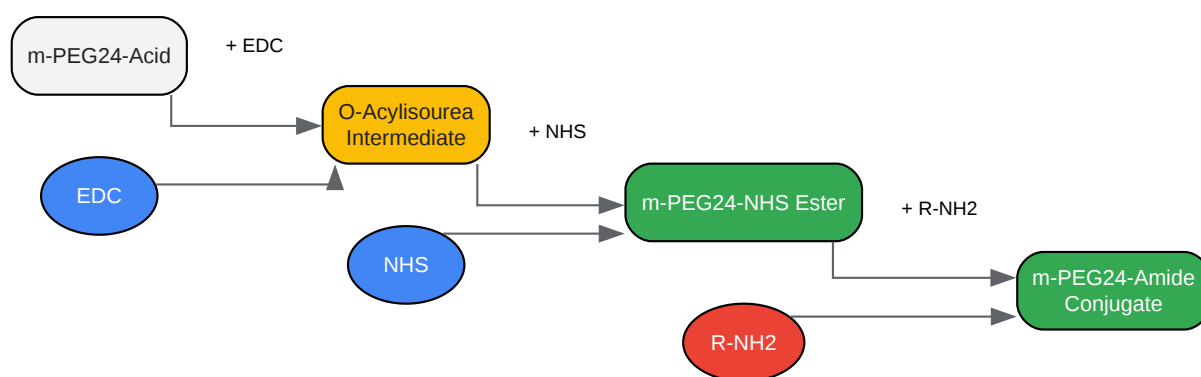 m-PEG24-Acid
+ EDC
O-Acylisourea
Intermediate
+ NHS
EDC
m-PEG24-NHS Ester
+ R-NH2
NHS
m-PEG24-Amide
Conjugate
R-NH2